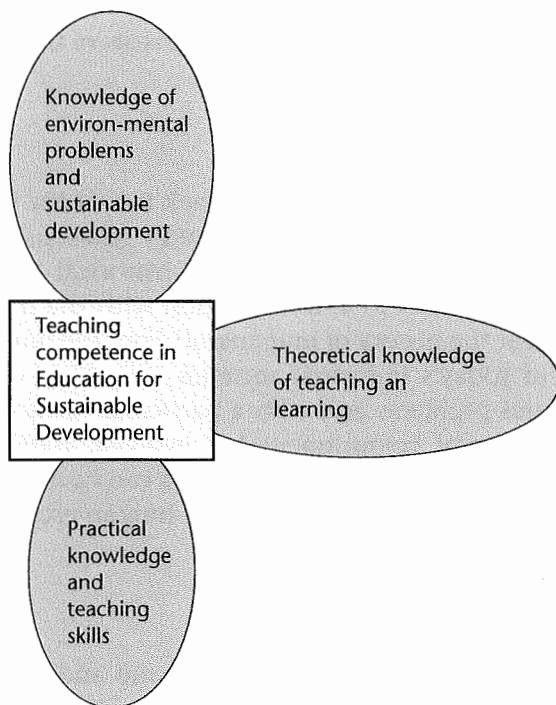 Knowledge of
environ-mental
problems
and
sustainable
development
Teaching
competence in
Education for
Sustainable
Development
Theoretical knowledge
of teaching an
learning
Practical
knowledge
and
teaching
skills